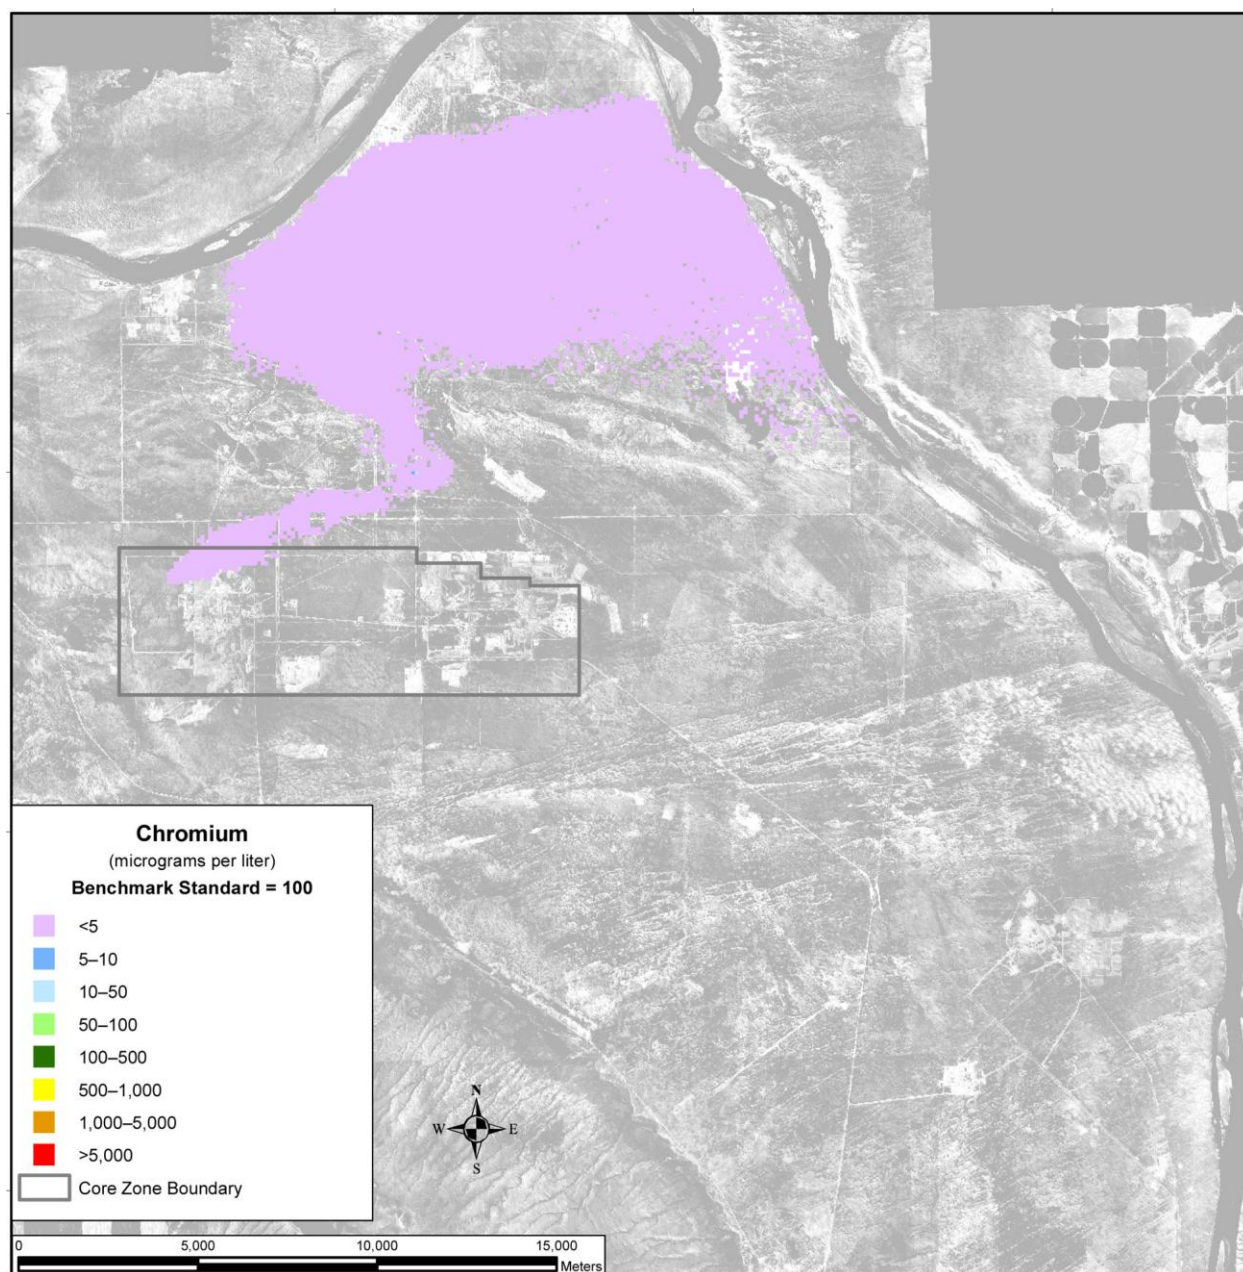 Chromium
(micrograms per liter)
Benchmark Standard = 100
<5
5–10
10–50
50–100
100–500
500–1,000
1,000–5,000
>5,000
Core Zone Boundary
N
W E
S
0 5,000 10,000 15,000
Meters